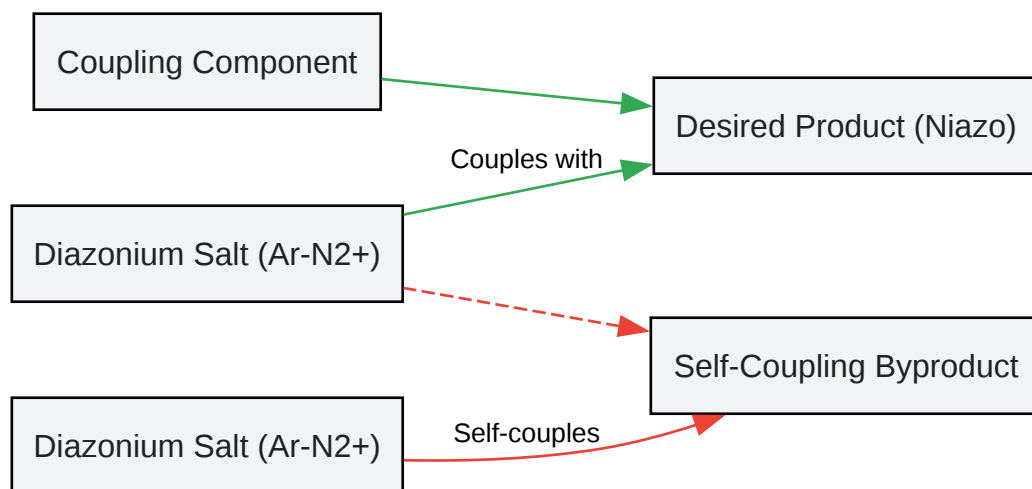 Coupling Component
Desired Product (Niazo)
Couples with
Diazonium Salt (Ar-N2+)
Self-Coupling Byproduct
Self-couples
Diazonium Salt (Ar-N2+)